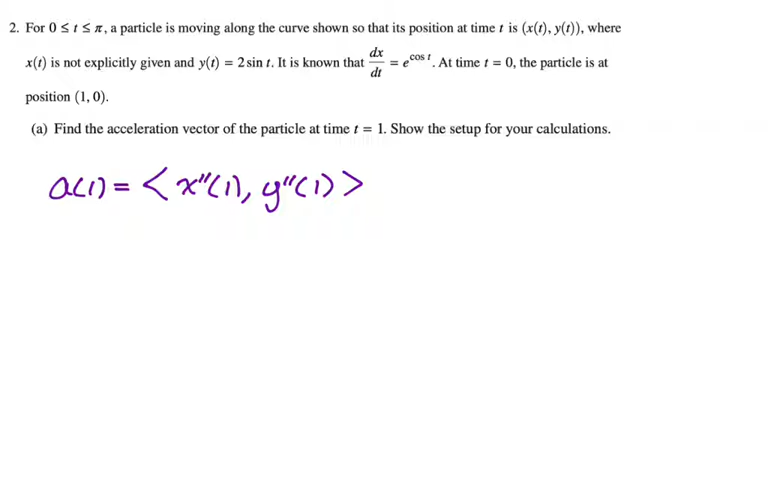 2. For 0 ≤ t ≤ π, a particle is moving along the curve shown so that its position at time t is (x(t), y(t)), where
x(t) is not explicitly given and y(t) = 2 sin t. It is known that dx/dt = e^(cos t). At time t = 0, the particle is at
position (1, 0).
(a) Find the acceleration vector of the particle at time t = 1. Show the setup for your calculations.
a(1) = < x"(1), y"(1) >